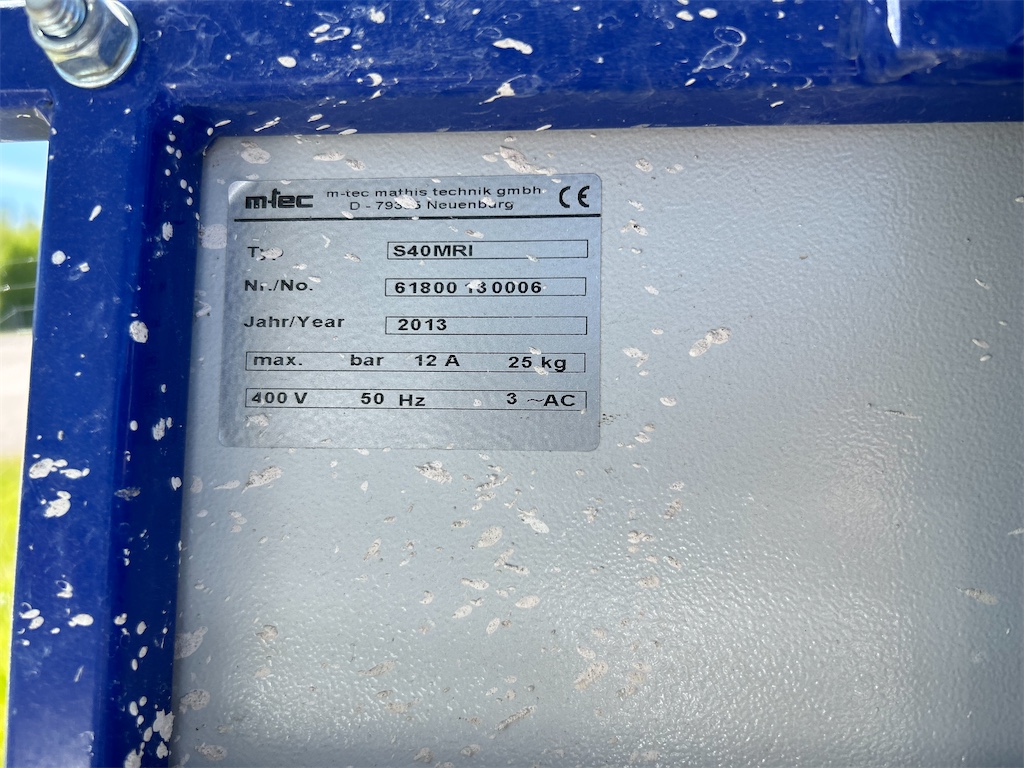 m-tec m-tec mathis technik gmbh CE
D - Neuenburg
Typ S40MRI
Nr./No. 61800 130006
Jahr/Year 2013
max. bar 12 A 25 kg
400 V 50 Hz 3 ~AC